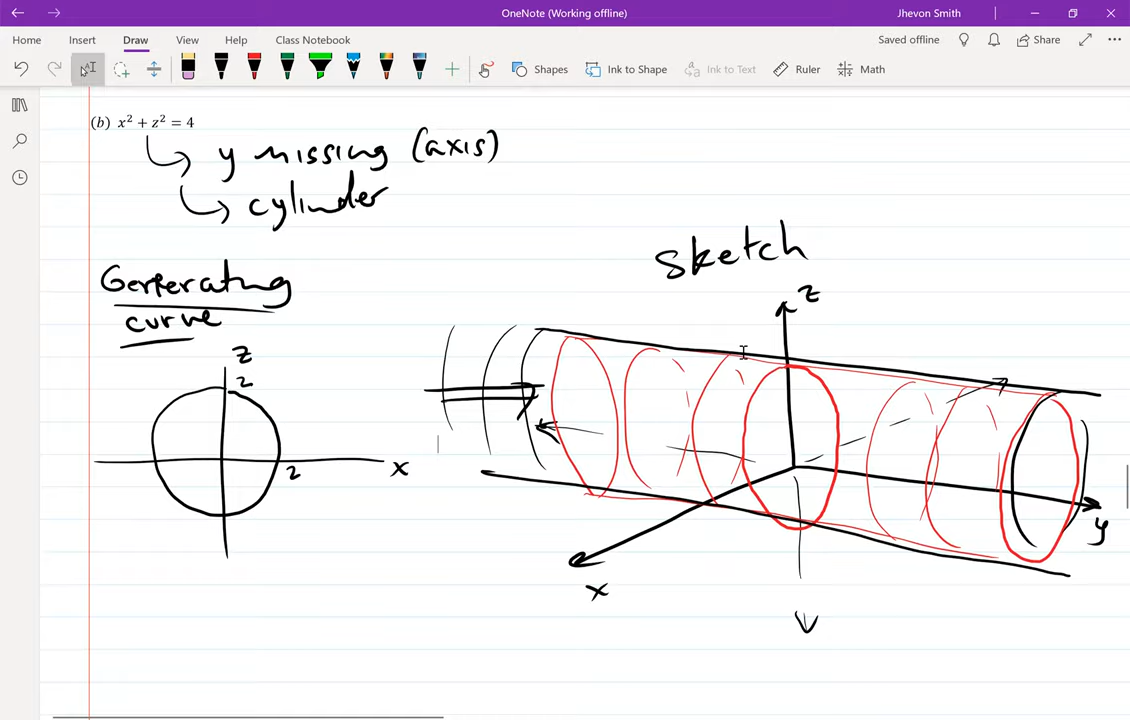 OneNote (Working offline)
Jhevon Smith
Home Insert Draw View Help Class Notebook
Saved offline
Share
Shapes
Ink to Shape
Ink to Text
Ruler
Math
(b) x² + z² = 4
y missing (axis)
cylinder
Generating
curve
sketch
z
2
2
x
z
y
x